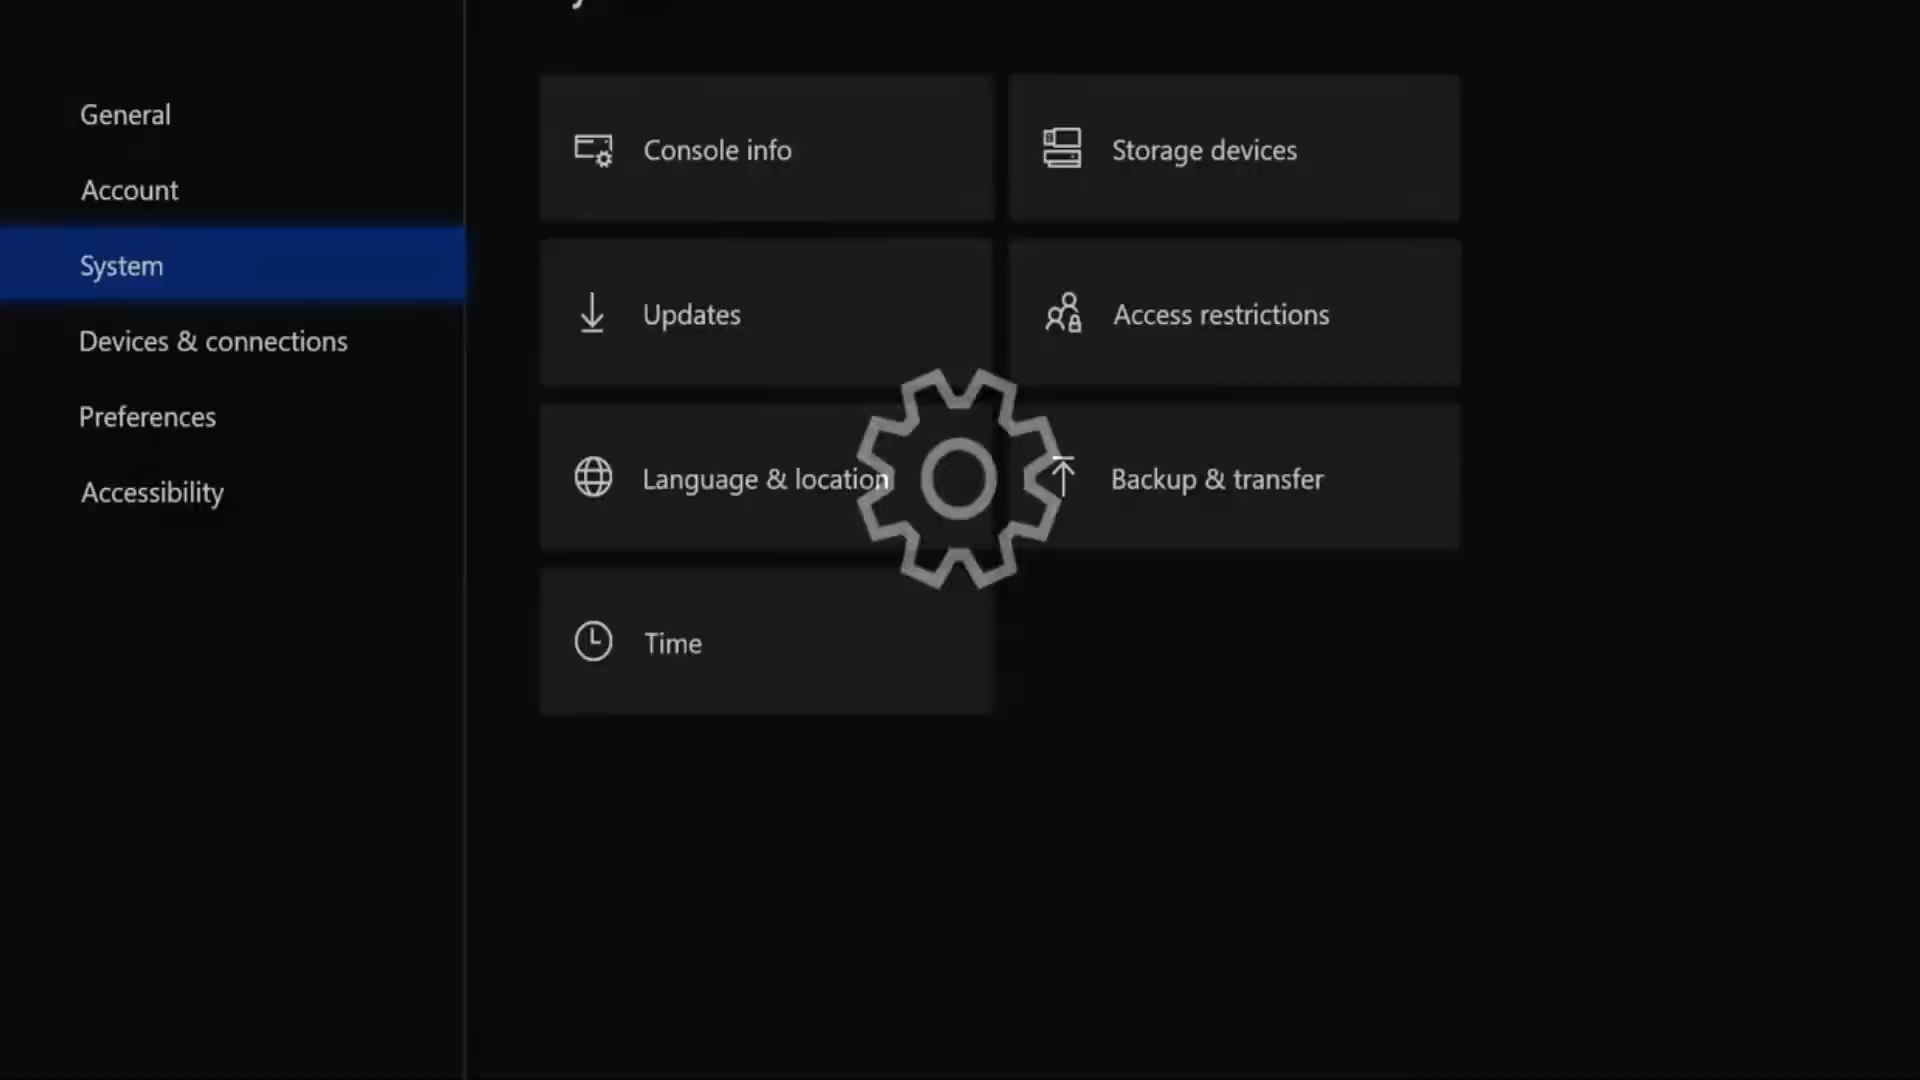 General
Account
System
Devices & connections
Preferences
Accessibility
Console info
Storage devices
Updates
Access restrictions
Language & location
Backup & transfer
Time